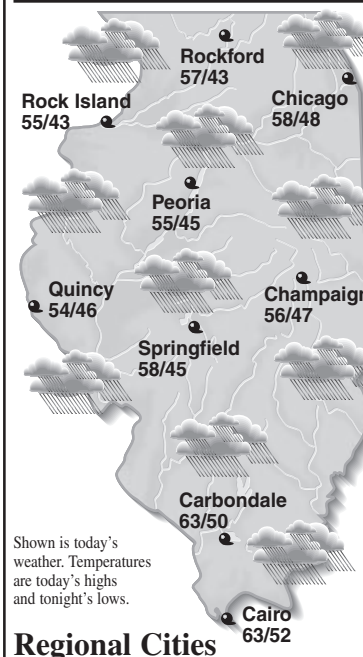 Rockford
57/43
Rock Island
55/43
Chicago
58/48
Peoria
55/45
Quincy
54/46
Champaign
56/47
Springfield
58/45
Carbondale
63/50
Shown is today's
weather. Temperatures
are today's highs
and tonight's lows.
Cairo
63/52
Regional Cities